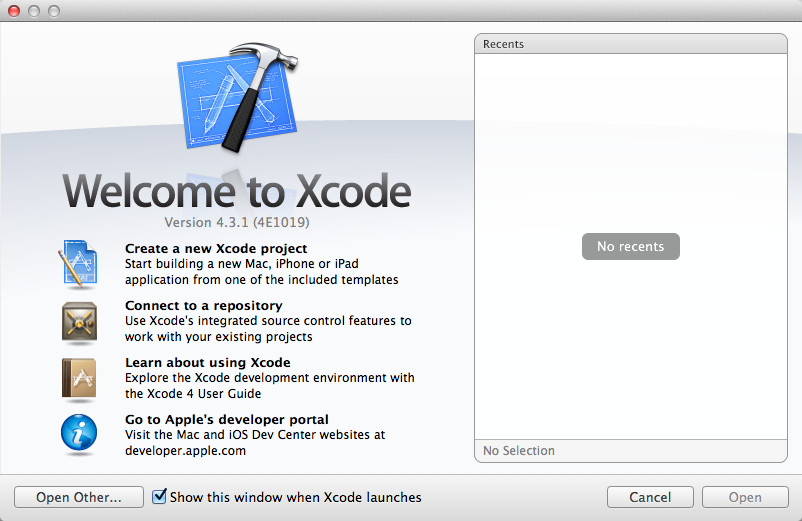 Welcome to Xcode
Version 4.3.1 (4E1019)
Create a new Xcode project
Start building a new Mac, iPhone or iPad
application from one of the included templates
Connect to a repository
Use Xcode's integrated source control features to
work with your existing projects
Learn about using Xcode
Explore the Xcode development environment with
the Xcode 4 User Guide
Go to Apple's developer portal
Visit the Mac and iOS Dev Center websites at
developer.apple.com
Recents
No recents
No Selection
Open Other...
Show this window when Xcode launches
Cancel
Open